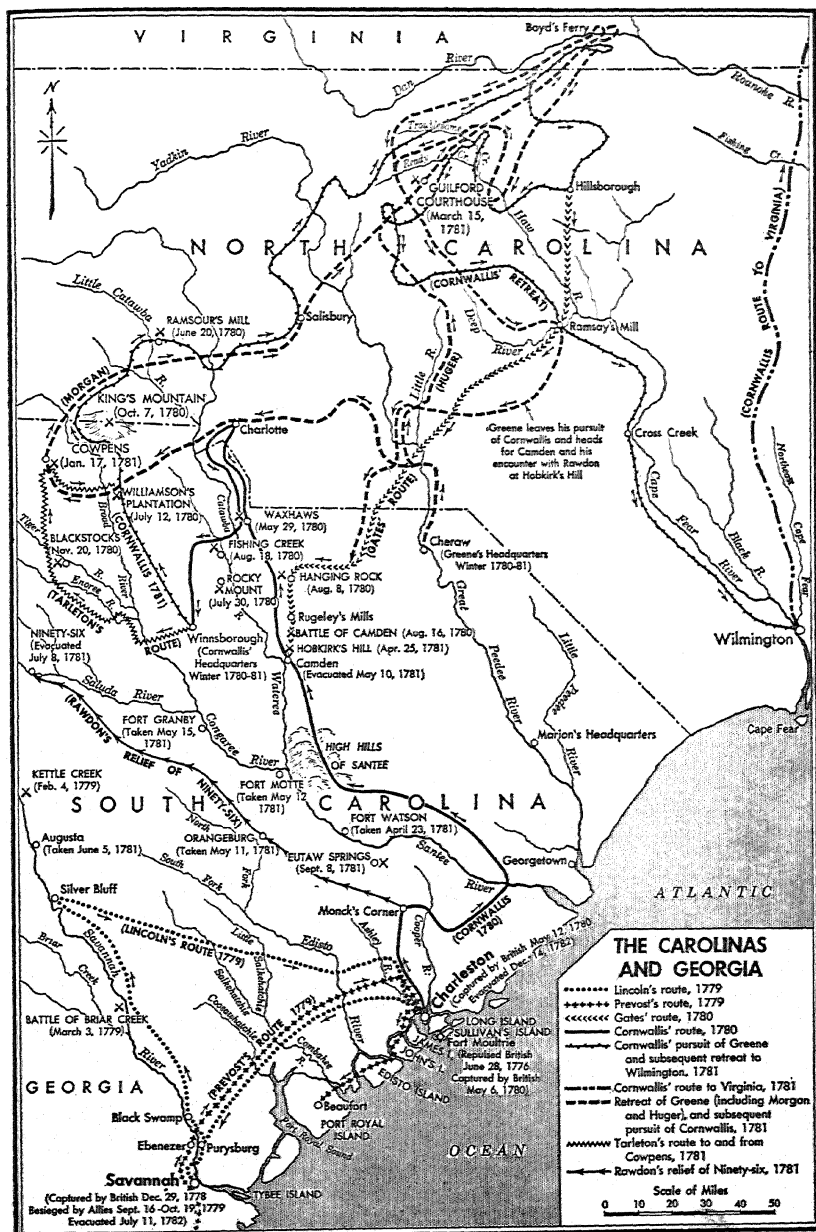 VIRGINIA
Boyd's Ferry
Dan River
Roanoke R.
Fishing Cr.
N
Yadkin River
Troublesome
Reedy
GUILFORD
COURTHOUSE
(March 15,
1781)
Hillsborough
Haw R.
NORTH CAROLINA
(CORNWALLIS' RETREAT)
(CORNWALLIS ROUTE TO VIRGINIA)
Little Catawba R.
RAMSOUR'S MILL
(June 20, 1780)
Salisbury
Deep River
Ramsay's Mill
Little R.
(HUGER)
(MORGAN)
KING'S MOUNTAIN
(Oct. 7, 1780)
Charlotte
Greene leaves his pursuit
of Cornwallis and heads
for Camden and his
encounter with Rawdon
at Hobkirk's Hill
Cross Creek
Cape Fear River
Black R.
Northeast Cape Fear
COWPENS
(Jan. 17, 1781)
WILLIAMSON'S
PLANTATION
(July 12, 1780)
Broad River
Catawba R.
(CORNWALLIS 1781)
WAXHAWS
(May 29, 1780)
(GATES' ROUTE)
BLACKSTOCKS
(Nov. 20, 1780)
Tiger R.
Enoree R.
FISHING CREEK
(Aug. 18, 1780)
ROCKY
MOUNT
(July 30, 1780)
HANGING ROCK
(Aug. 8, 1780)
Cheraw
(Greene's Headquarters
Winter 1780-81)
Great Peedee River
Little Peedee River
(TARLETON'S ROUTE)
Rugeley's Mills
BATTLE OF CAMDEN (Aug. 16, 1780)
HOBKIRK'S HILL (Apr. 25, 1781)
Camden
(Evacuated May 10, 1781)
Wilmington
NINETY-SIX
(Evacuated
July 8, 1781)
Winnsborough
(Cornwallis'
Headquarters
Winter 1780-81)
Waterea
Saluda River
(RAWDON'S RELIEF OF NINETY-SIX)
FORT GRANBY
(Taken May 15,
1781)
Congaree River
HIGH HILLS
OF SANTEE
Marion's Headquarters
Cape Fear
KETTLE CREEK
(Feb. 4, 1779)
FORT MOTTE
(Taken May 12
1781)
SOUTH CAROLINA
FORT WATSON
(Taken April 23, 1781)
Augusta
(Taken June 5, 1781)
ORANGEBURG
(Taken May 11, 1781)
North Fork
South Fork Edisto River
EUTAW SPRINGS
(Sept. 8, 1781)
Santee River
Georgetown
ATLANTIC
Silver Bluff
(LINCOLN'S ROUTE 1779)
Monck's Corner
(CORNWALLIS 1780)
Cooper R.
Ashley R.
Charleston
(Captured by British May 12, 1780
Evacuated Dec. 14, 1782)
Savannah River
Briar Creek
Little Salkehatchie
Salkehatchie
Coosawhatchie
Combahee R.
BATTLE OF BRIAR CREEK
(March 3, 1779)
(PREVOST'S ROUTE 1779)
LONG ISLAND
SULLIVAN'S ISLAND
Fort Moultrie
(Repulsed British
June 28, 1776
Captured by British
May 6, 1780)
JAMES I.
JOHN'S I.
EDISTO ISLAND
GEORGIA
Beaufort
PORT ROYAL
ISLAND
Port Royal Sound
OCEAN
Black Swamp
Ebenezer
Purysburg
Savannah
(Captured by British Dec. 29, 1778
Besieged by Allies Sept. 16-Oct. 19, 1779
Evacuated July 11, 1782)
TYBEE ISLAND
THE CAROLINAS
AND GEORGIA
Lincoln's route, 1779
Prevost's route, 1779
Gates' route, 1780
Cornwallis' route, 1780
Cornwallis' pursuit of Greene
and subsequent retreat to
Wilmington, 1781
Cornwallis' route to Virginia, 1781
Retreat of Greene (including Morgan
and Huger), and subsequent
pursuit of Cornwallis, 1781
Tarleton's route to and from
Cowpens, 1781
Rawdon's relief of Ninety-six, 1781
Scale of Miles
0 10 20 30 40 50